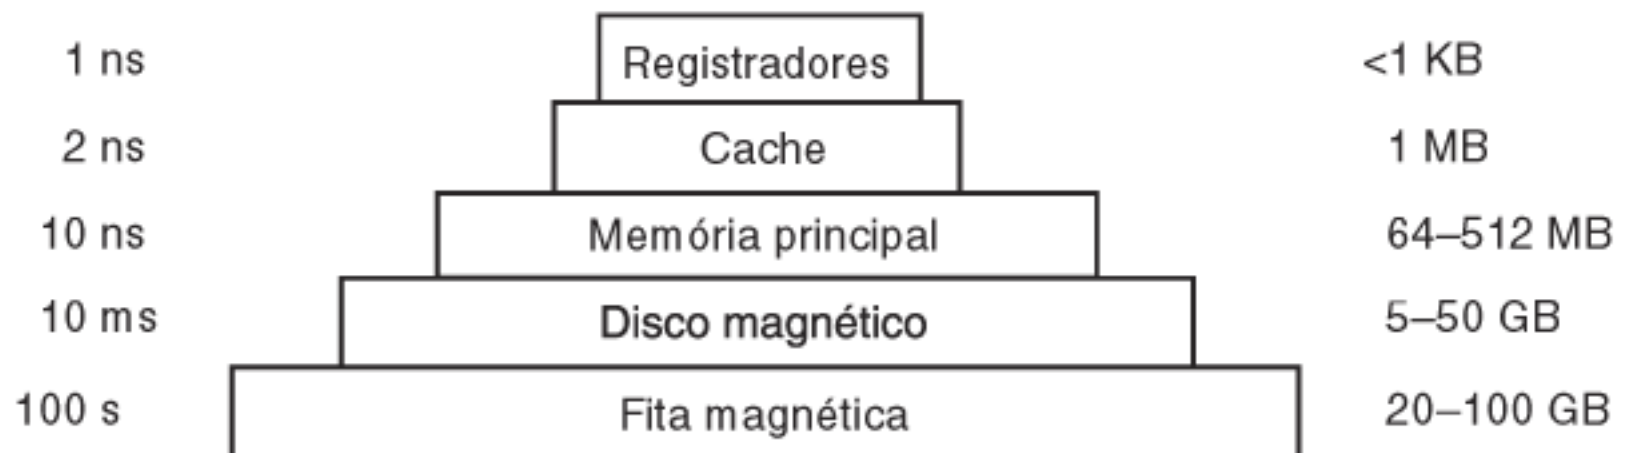 1 ns Registradores <1 KB
2 ns Cache 1 MB
10 ns Memória principal 64–512 MB
10 ms Disco magnético 5–50 GB
100 s Fita magnética 20–100 GB